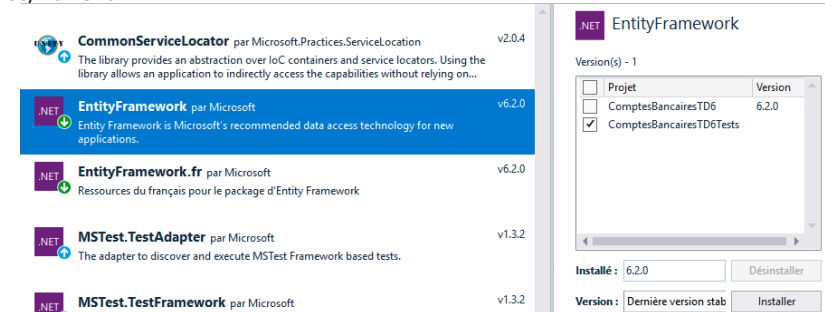 CommonServiceLocator par Microsoft.Practices.ServiceLocation v2.0.4
The library provides an abstraction over IoC containers and service locators. Using the
library allows an application to indirectly access the capabilities without relying on...
.NET EntityFramework par Microsoft v6.2.0
Entity Framework is Microsoft's recommended data access technology for new
applications.
.NET EntityFramework.fr par Microsoft v6.2.0
Ressources du français pour le package d'Entity Framework
.NET MSTest.TestAdapter par Microsoft v1.3.2
The adapter to discover and execute MSTest Framework based tests.
.NET MSTest.TestFramework par Microsoft v1.3.2
.NET EntityFramework
Version(s) - 1
Projet Version
ComptesBancairesTD6 6.2.0
ComptesBancairesTD6Tests
Installé : 6.2.0 Désinstaller
Version : Dernière version stab Installer